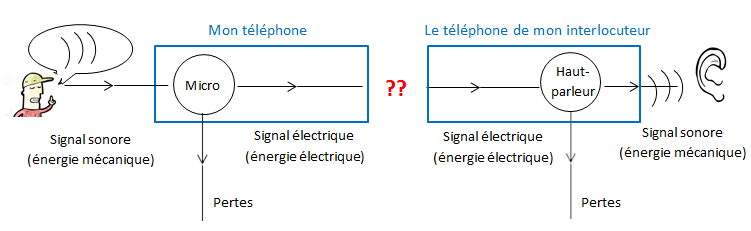 Mon téléphone
Le téléphone de mon interlocuteur
Micro
??
Haut-
parleur
Signal sonore
(énergie mécanique)
Signal électrique
(énergie électrique)
Signal électrique
(énergie électrique)
Signal sonore
(énergie mécanique)
Pertes
Pertes